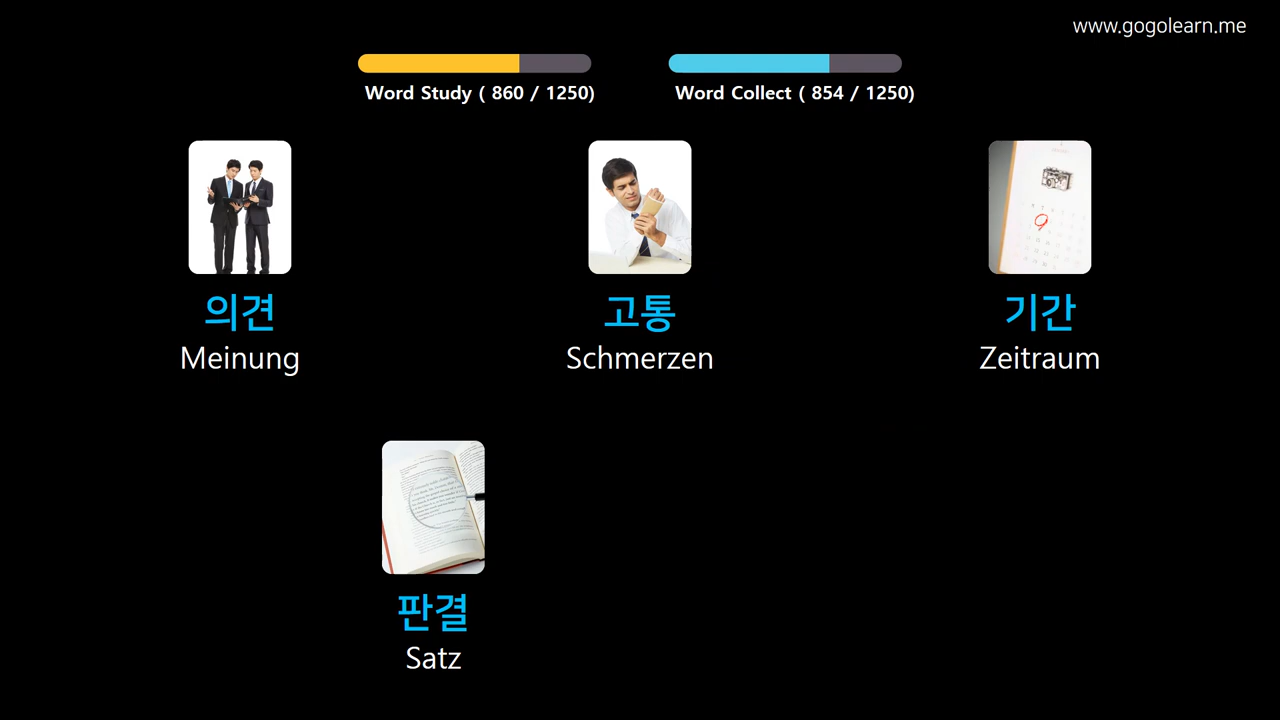 www.gogolearn.me
Word Study ( 860 / 1250)
Word Collect ( 854 / 1250)
의견
Meinung
고통
Schmerzen
기간
Zeitraum
판결
Satz